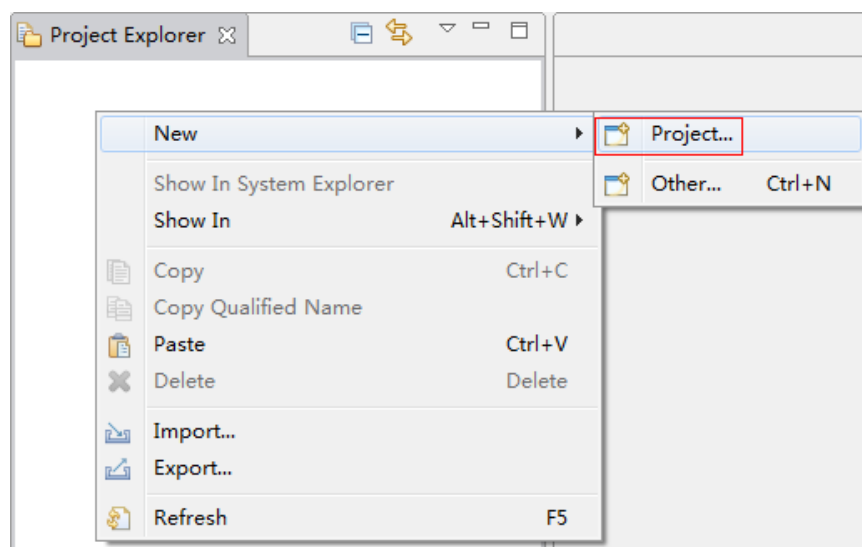 Project Explorer
New
Project...
Show In System Explorer
Other... Ctrl+N
Show In Alt+Shift+W
Copy Ctrl+C
Copy Qualified Name
Paste Ctrl+V
Delete Delete
Import...
Export...
Refresh F5